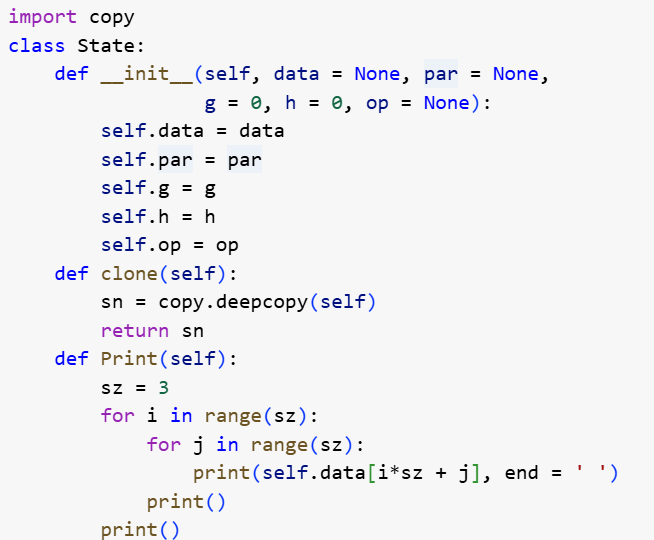 import copy
class State:
    def __init__(self, data = None, par = None,
                 g = 0, h = 0, op = None):
        self.data = data
        self.par = par
        self.g = g
        self.h = h
        self.op = op
    def clone(self):
        sn = copy.deepcopy(self)
        return sn
    def Print(self):
        sz = 3
        for i in range(sz):
            for j in range(sz):
                print(self.data[i*sz + j], end = ' ')
            print()
        print()